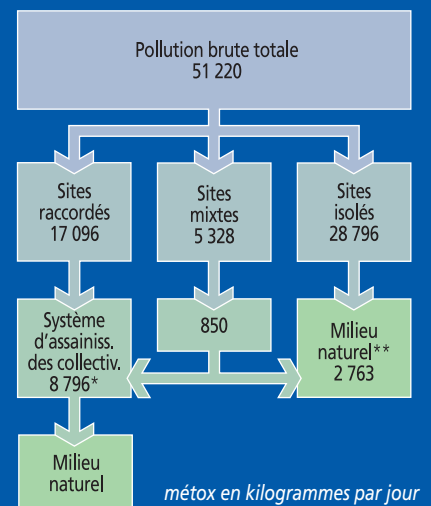 Pollution brute totale
51 220
Sites
raccordés
17 096
Sites
mixtes
5 328
Sites
isolés
28 796
Système
d'assainiss.
des collectiv.
8 796*
850
Milieu
naturel**
2 763
Milieu
naturel
métox en kilogrammes par jour